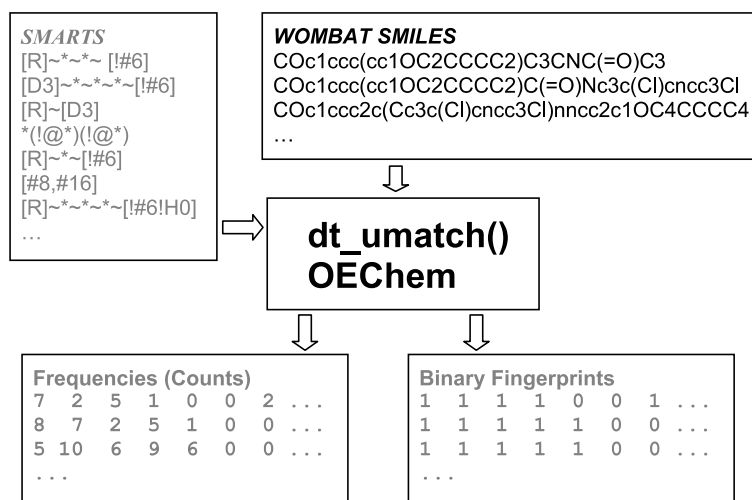 SMARTS
[R]~*~*~ [!#6]
[D3]~*~*~*~[!#6]
[R]~[D3]
*(!@*)(!@*)
[R]~*~[!#6]
[#8,#16]
[R]~*~*~*~[!#6!H0]
…
WOMBAT SMILES
COc1ccc(cc1OC2CCCC2)C3CNC(=O)C3
COc1ccc(cc1OC2CCCC2)C(=O)Nc3c(Cl)cncc3Cl
COc1ccc2c(Cc3c(Cl)cncc3Cl)nncc2c1OC4CCCC4
…
dt_umatch()
OEChem
Frequencies (Counts)
7 2 5 1 0 0 2 ...
8 7 2 5 1 0 0 ...
5 10 6 9 6 0 0 ...
...
Binary Fingerprints
1 1 1 1 0 0 1 ...
1 1 1 1 1 0 0 ...
1 1 1 1 1 0 0 ...
...